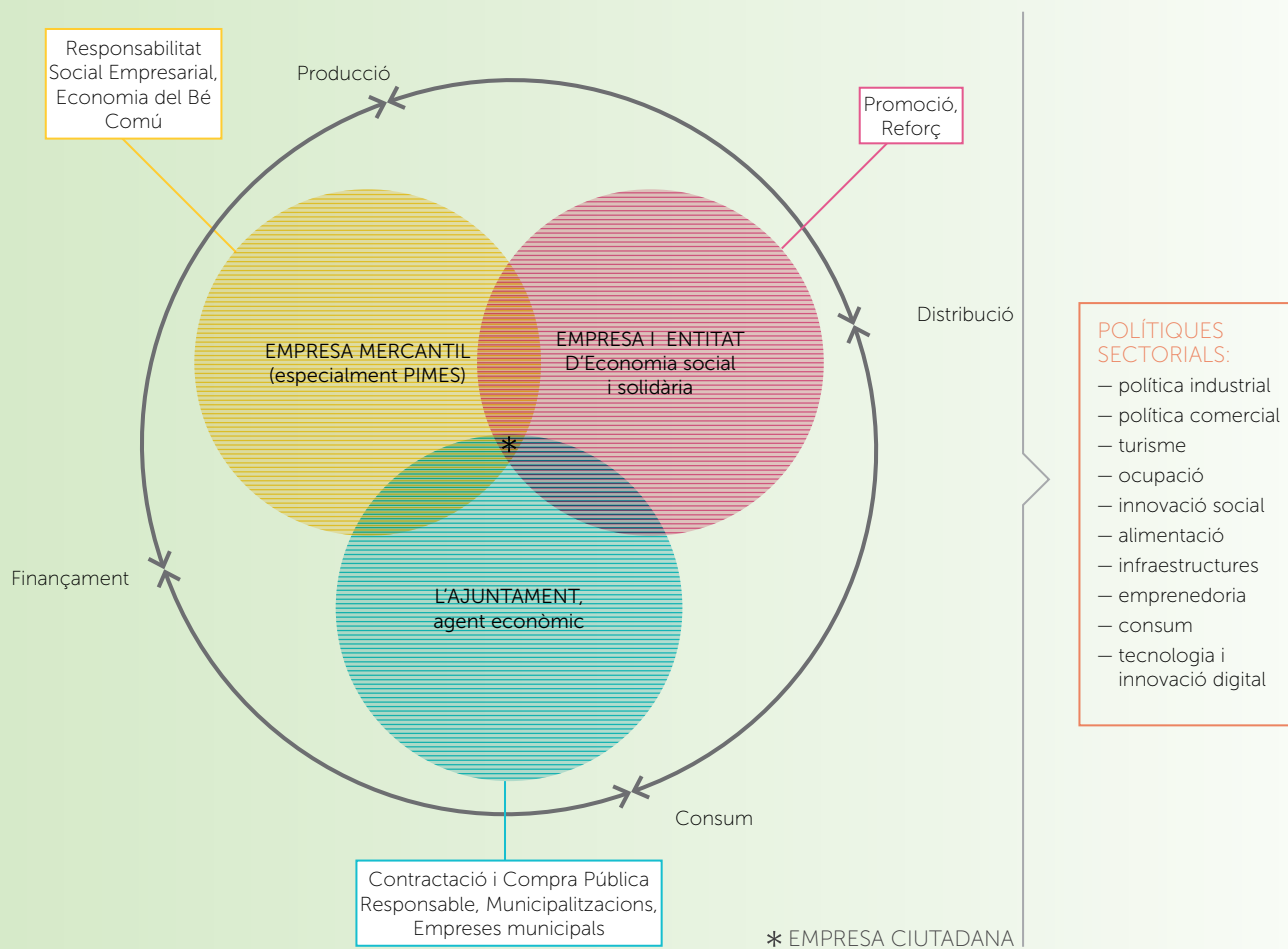 Responsabilitat
Social Empresarial,
Economia del Bé
Comú
Producció
Promoció,
Reforç
EMPRESA MERCANTIL
(especialment PIMES)
EMPRESA I ENTITAT
D'Economia social
i solidària
*
Distribució
Finançament
L'AJUNTAMENT,
agent econòmic
Consum
Contractació i Compra Pública
Responsable, Municipalitzacions,
Empreses municipals
* EMPRESA CIUTADANA
POLÍTIQUES
SECTORIALS:
— política industrial
— política comercial
— turisme
— ocupació
— innovació social
— alimentació
— infraestructures
— emprenedoria
— consum
— tecnologia i
innovació digital